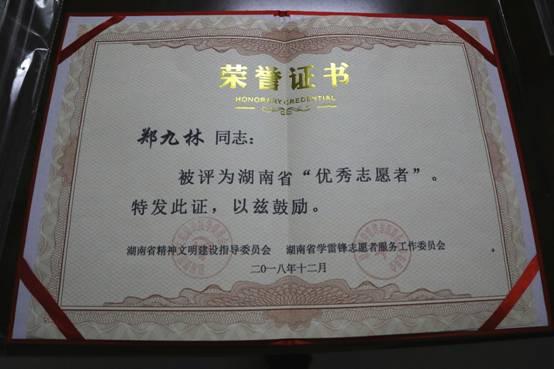 荣誉证书
HONORARY CREDENTIAL
郑九林 同志：
被评为湖南省“优秀志愿者”。
特发此证，以兹鼓励。
湖南省精神文明建设指导委员会 湖南省学雷锋志愿者服务工作委员会
二〇一八年十二月